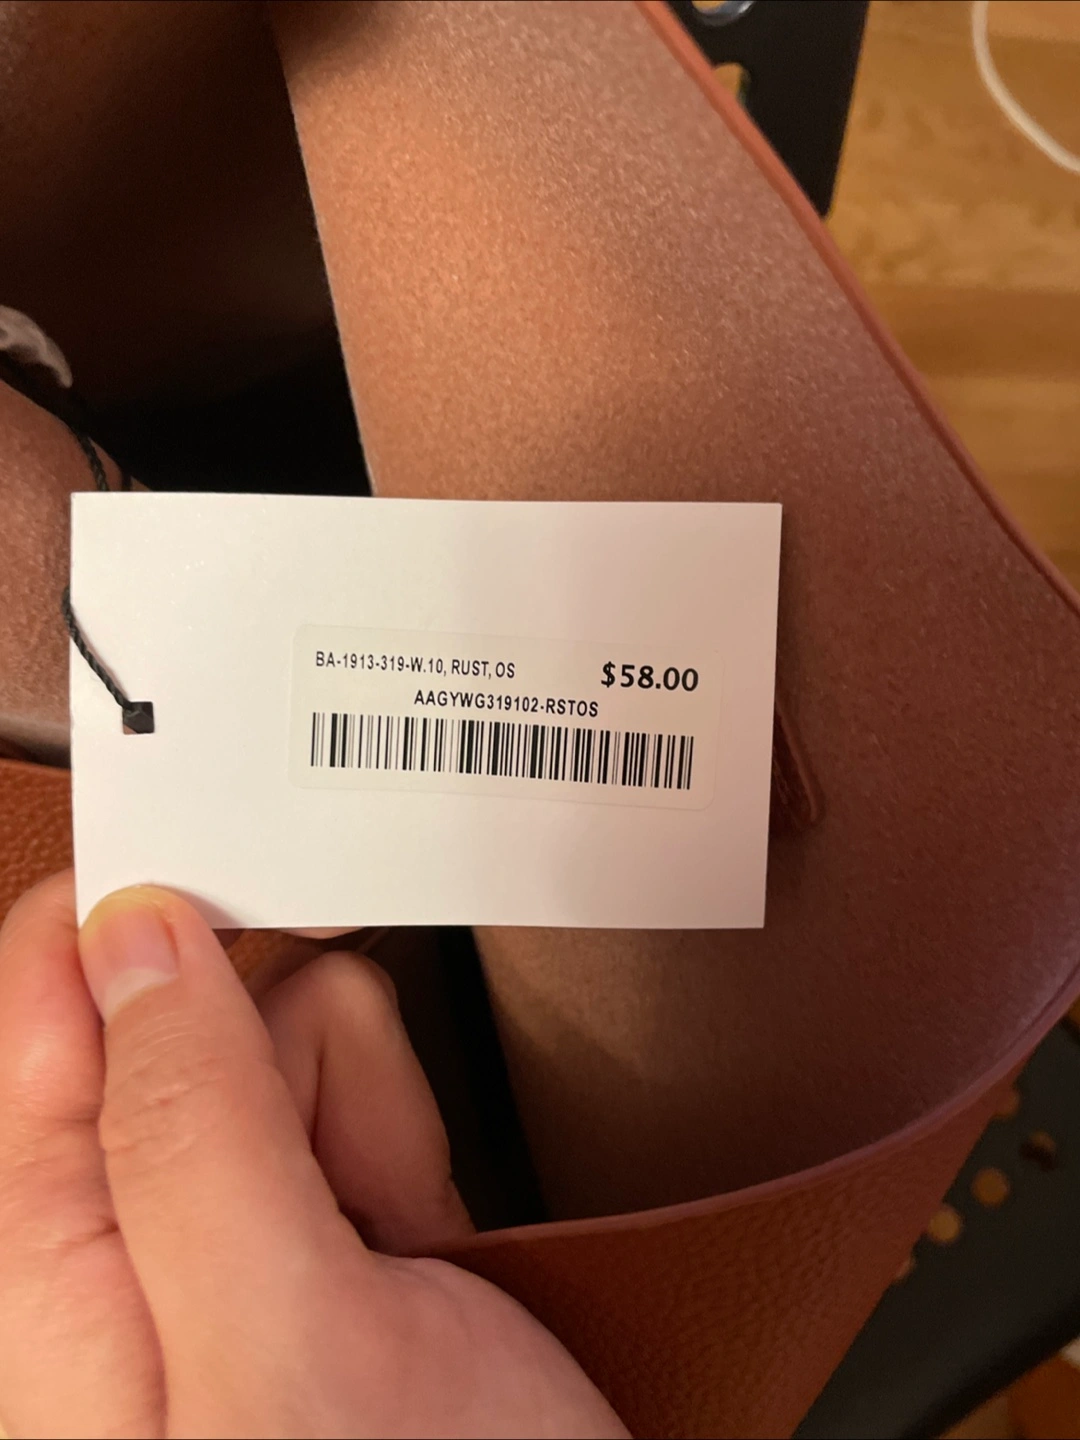 BA-1913-319-W.10, RUST, OS $58.00
AAGYWG319102-RSTOS